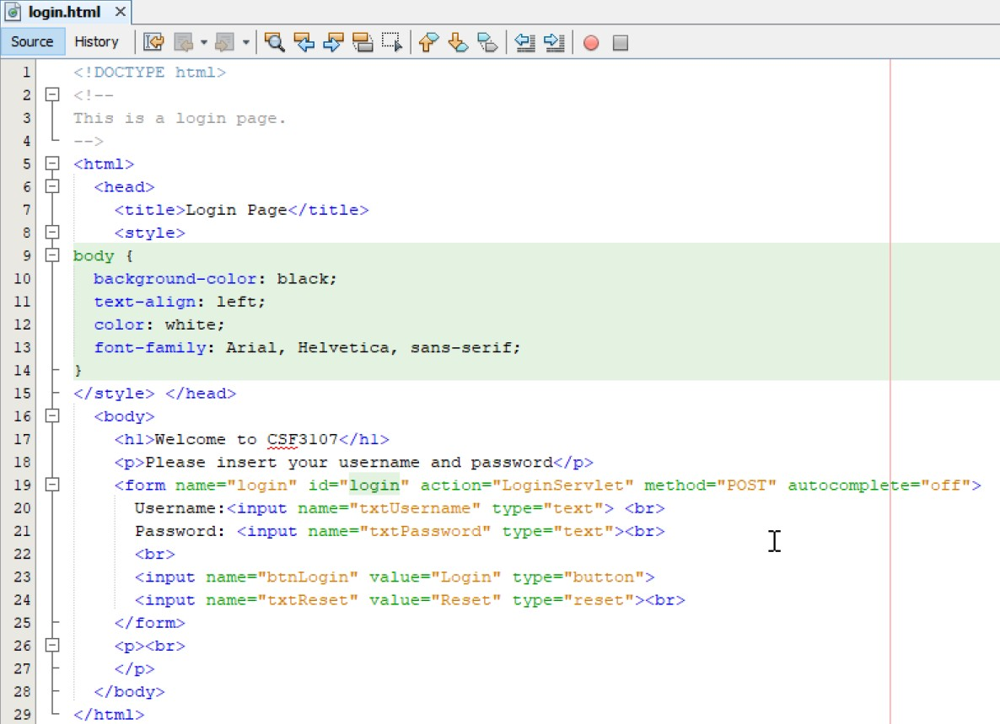 login.html
Source History
1 <!DOCTYPE html>
2 <!--
3 This is a login page.
4 -->
5 <html>
6 <head>
7 <title>Login Page</title>
8 <style>
9 body {
10 background-color: black;
11 text-align: left;
12 color: white;
13 font-family: Arial, Helvetica, sans-serif;
14 }
15 </style> </head>
16 <body>
17 <h1>Welcome to CSF3107</h1>
18 <p>Please insert your username and password</p>
19 <form name="login" id="login" action="LoginServlet" method="POST" autocomplete="off">
20 Username:<input name="txtUsername" type="text"> <br>
21 Password: <input name="txtPassword" type="text"><br>
22 <br>
23 <input name="btnLogin" value="Login" type="button">
24 <input name="txtReset" value="Reset" type="reset"><br>
25 </form>
26 <p><br>
27 </p>
28 </body>
29 </html>